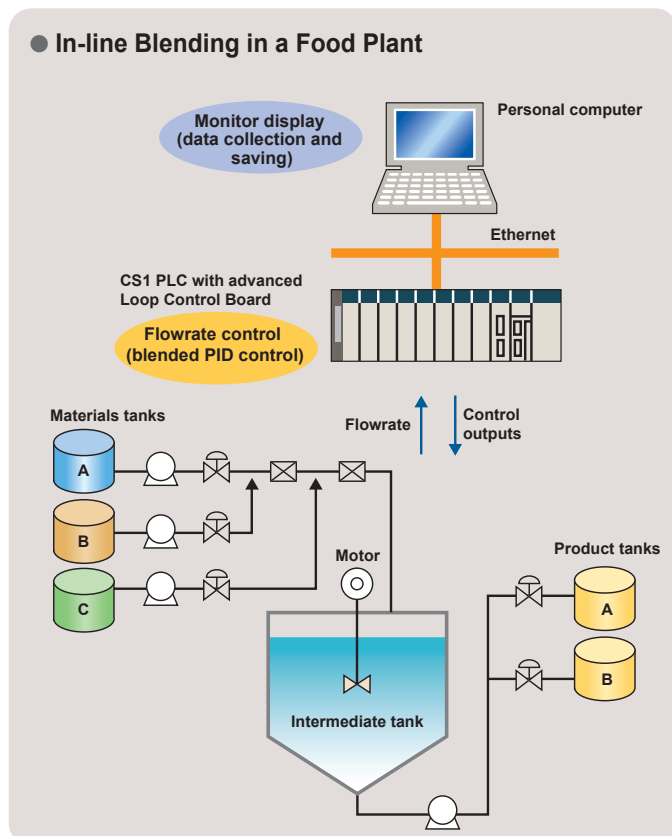 In-line Blending in a Food Plant
Monitor display
(data collection and
saving)
Personal computer
Ethernet
CS1 PLC with advanced
Loop Control Board
Flowrate control
(blended PID control)
Flowrate
Control
outputs
Materials tanks
A
B
C
Motor
Product tanks
A
B
Intermediate tank